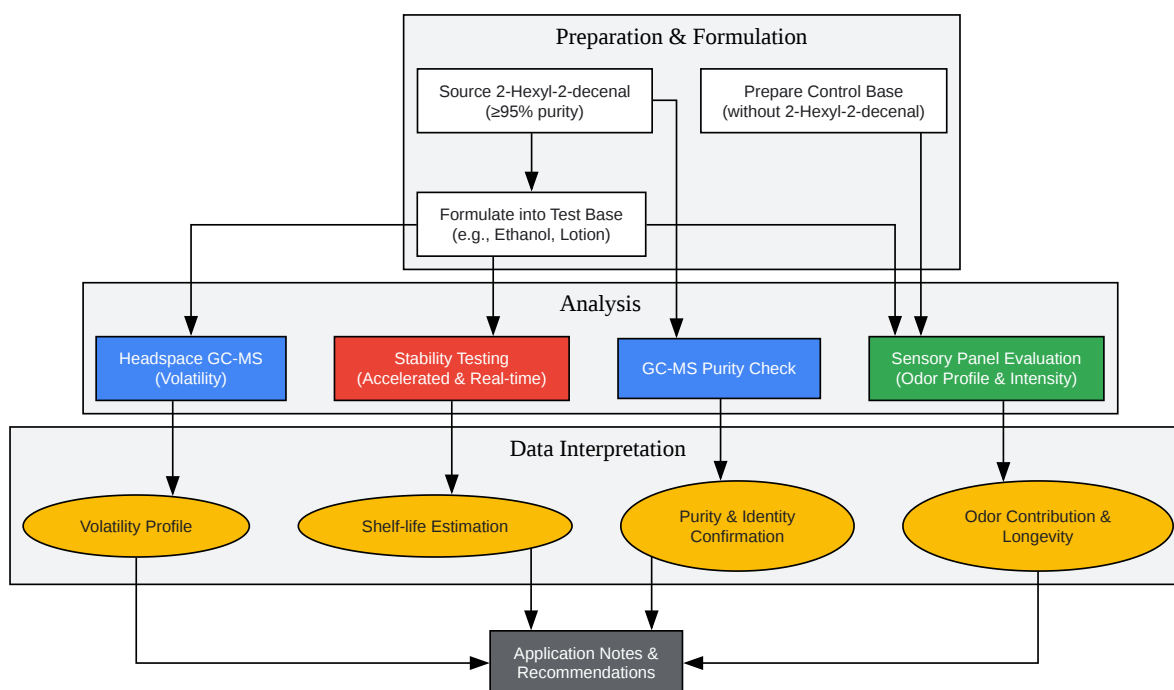 Preparation & Formulation
Source 2-Hexyl-2-decenal
(≥95% purity)
Prepare Control Base
(without 2-Hexyl-2-decenal)
Formulate into Test Base
(e.g., Ethanol, Lotion)
Analysis
Headspace GC-MS
(Volatility)
Stability Testing
(Accelerated & Real-time)
GC-MS Purity Check
Sensory Panel Evaluation
(Odor Profile & Intensity)
Data Interpretation
Volatility Profile
Shelf-life Estimation
Purity & Identity
Confirmation
Odor Contribution &
Longevity
Application Notes &
Recommendations